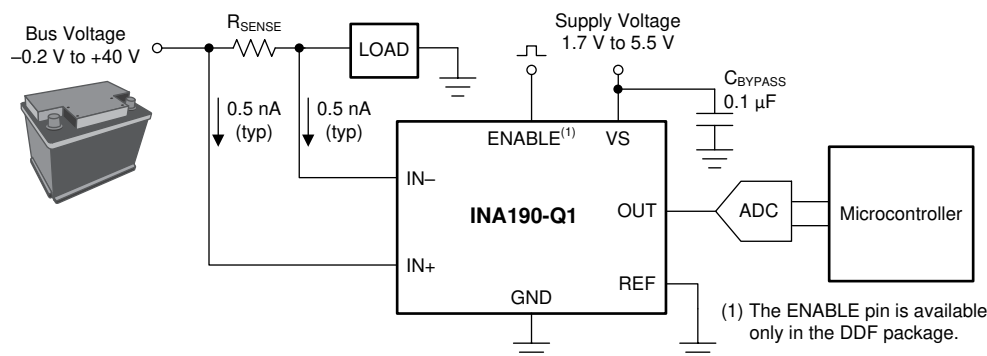 Bus Voltage
–0.2 V to +40 V
RSENSE
LOAD
0.5 nA
(typ)
0.5 nA
(typ)
Supply Voltage
1.7 V to 5.5 V
CBYPASS
0.1 µF
ENABLE(1)
VS
IN–
INA190-Q1
OUT
ADC
Microcontroller
IN+
REF
GND
(1) The ENABLE pin is available
only in the DDF package.